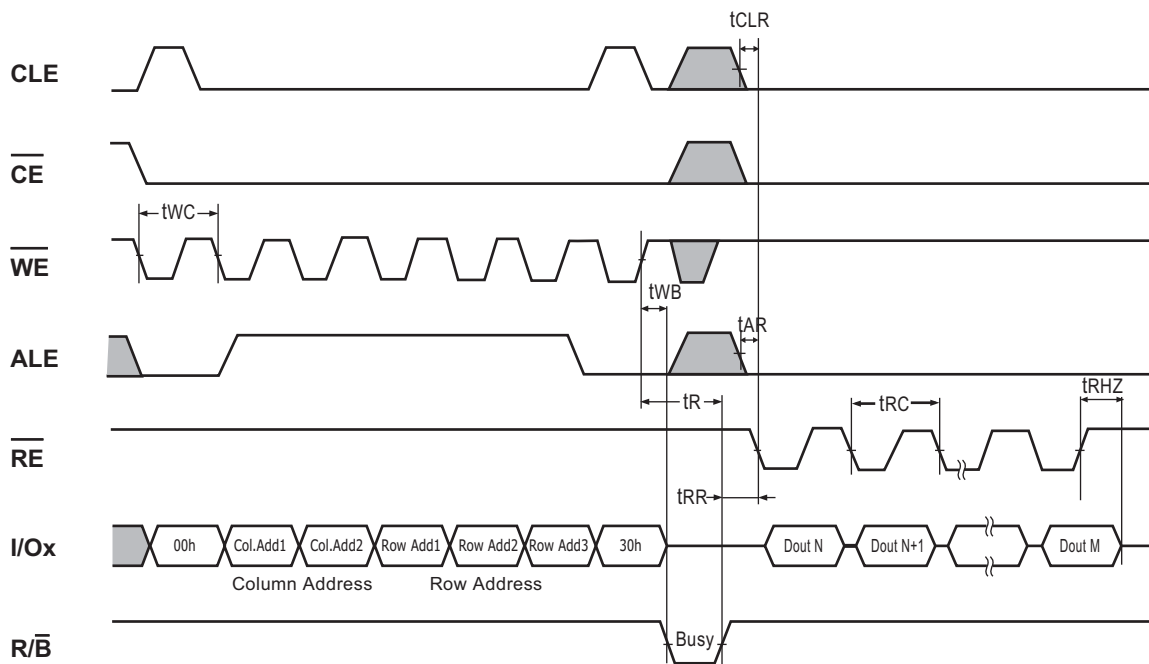 tCLR
CLE
CE
tWC
WE
tWB
tAR
ALE
tR
tRC
tRHZ
RE
tRR
I/Ox
00h Col.Add1 Col.Add2 Row Add1 Row Add2 Row Add3 30h Dout N Dout N+1 Dout M
Column Address Row Address
Busy
R/B̅